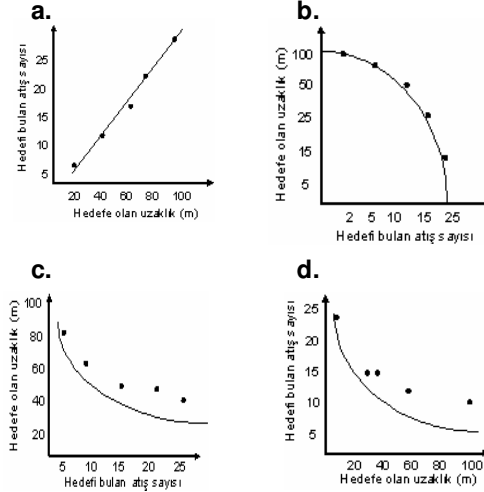 a.
Hedefi bulan atış sayısı
25
20
15
10
5
20 40 60 80 100
Hedefe olan uzaklık (m)
b.
Hedefe olan uzaklık (m)
100
50
25
15
5
2 5 10 15 25
Hedefi bulan atış sayısı
c.
Hedefe olan uzaklık (m)
100
80
60
40
20
5 10 15 20 25
Hedefi bulan atış sayısı
d.
Hedefi bulan atış sayısı
25
20
15
10
5
20 40 60 80 100
Hedefe olan uzaklık (m)